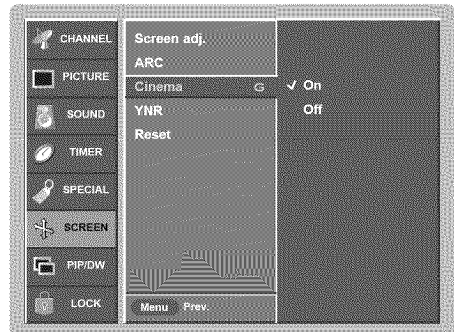 CHANNEL
PICTURE
SOUND
TIMER
SPECIAL
SCREEN
PIP/DW
LOCK
Screen adj.
ARC
Cinema G
YNR
Reset
Menu Prev.
✓ On
Off